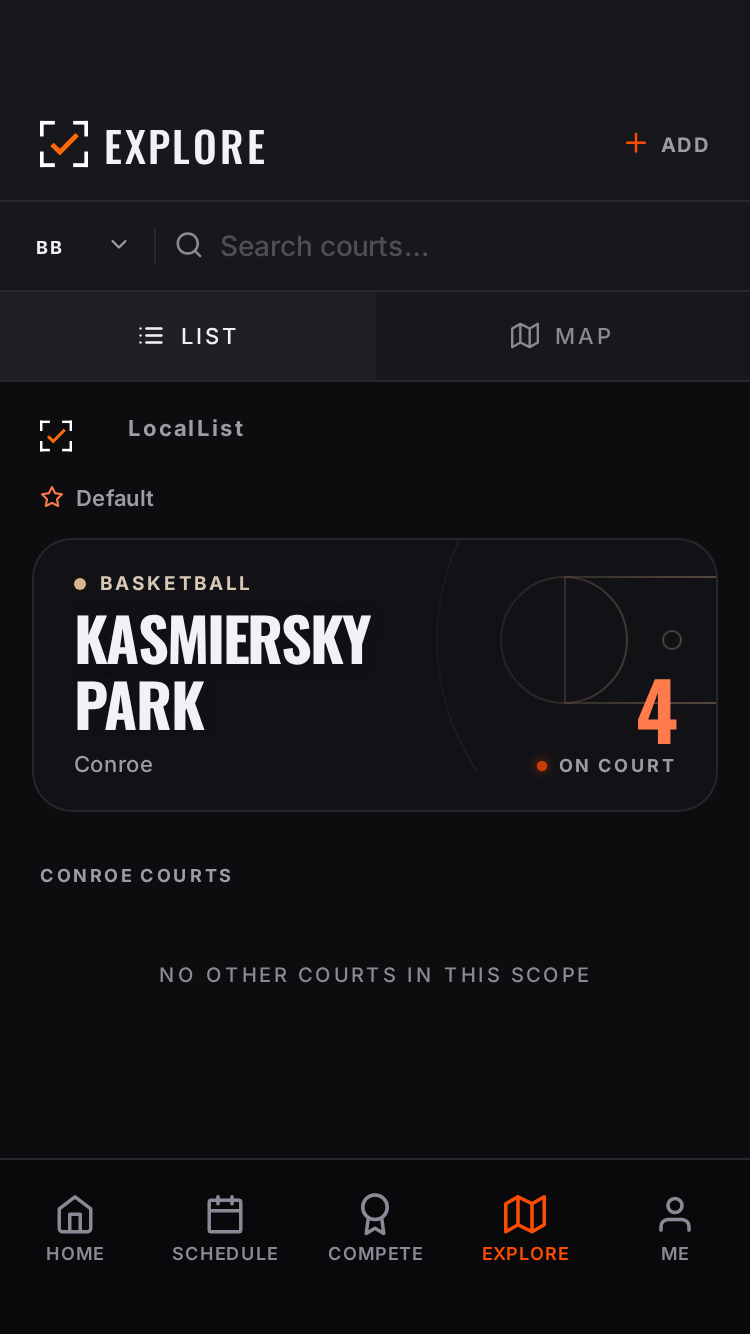 EXPLORE
ADD
BB
Search courts...
LIST
MAP
LocalList
Default
BASKETBALL
KASMIERSKY
PARK
4
Conroe
ON COURT
CONROE COURTS
NO OTHER COURTS IN THIS SCOPE
HOME
SCHEDULE
COMPETE
EXPLORE
ME